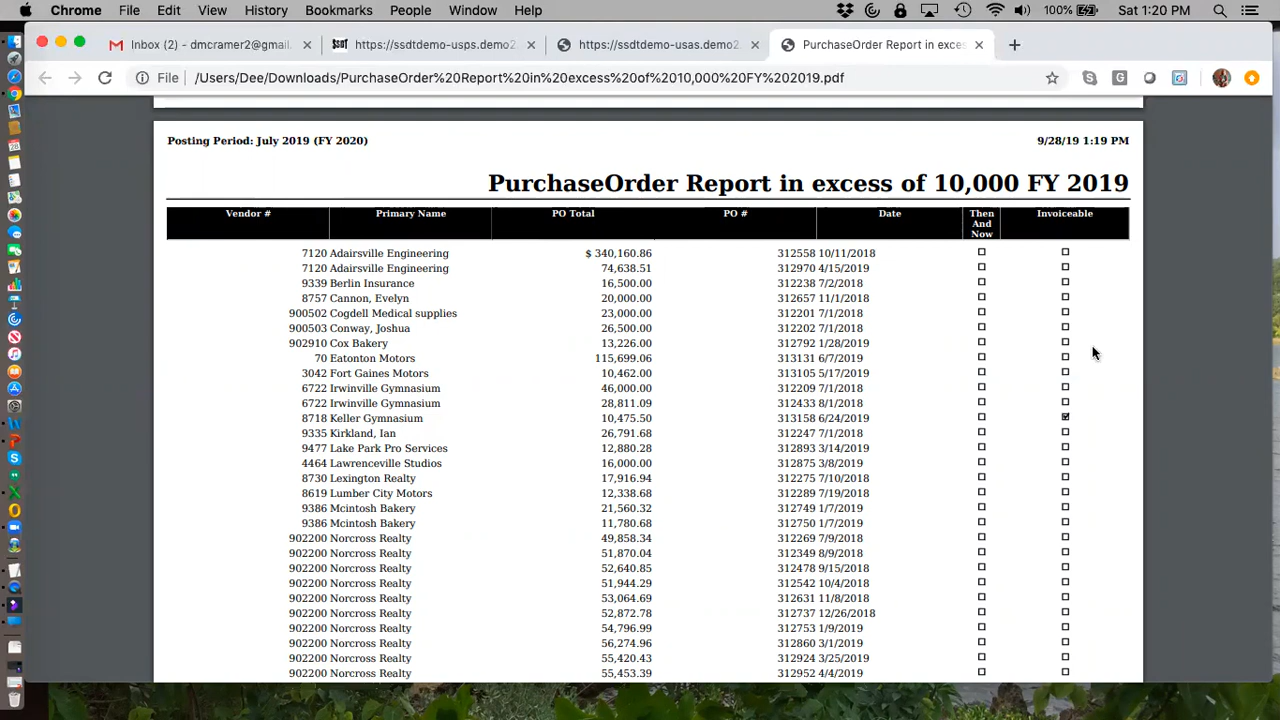 Chrome File Edit View History Bookmarks People Window Help 100% Sat 1:20 PM
Inbox (2) - dmcramer2@gmail. https://ssdtdemo-usps.demo2 https://ssdtdemo-usas.demo2 PurchaseOrder Report in exces
File /Users/Dee/Downloads/PurchaseOrder%20Report%20in%20excess%20of%2010,000%20FY%202019.pdf
Posting Period: July 2019 (FY 2020) 9/28/19 1:19 PM
PurchaseOrder Report in excess of 10,000 FY 2019
Vendor # Primary Name PO Total PO # Date Then Invoiceable
And
Now
7120 Adairsville Engineering $ 340,160.86 312558 10/11/2018
7120 Adairsville Engineering 74,638.51 312970 4/15/2019
9339 Berlin Insurance 16,500.00 312238 7/2/2018
8757 Cannon, Evelyn 20,000.00 312657 11/1/2018
900502 Cogdell Medical supplies 23,000.00 312201 7/1/2018
900503 Conway, Joshua 26,500.00 312202 7/1/2018
902910 Cox Bakery 13,226.00 312792 1/28/2019
70 Eatonton Motors 115,699.06 313131 6/7/2019
3042 Fort Gaines Motors 10,462.00 313105 5/17/2019
6722 Irwinville Gymnasium 46,000.00 312209 7/1/2018
6722 Irwinville Gymnasium 28,811.09 312433 8/1/2018
8718 Keller Gymnasium 10,475.50 313158 6/24/2019
9335 Kirkland, Ian 26,791.68 312247 7/1/2018
9477 Lake Park Pro Services 12,880.28 312893 3/14/2019
4464 Lawrenceville Studios 16,000.00 312875 3/8/2019
8730 Lexington Realty 17,916.94 312275 7/10/2018
8619 Lumber City Motors 12,338.68 312289 7/19/2018
9386 Mcintosh Bakery 21,560.32 312749 1/7/2019
9386 Mcintosh Bakery 11,780.68 312750 1/7/2019
902200 Norcross Realty 49,858.34 312269 7/9/2018
902200 Norcross Realty 51,870.04 312349 8/9/2018
902200 Norcross Realty 52,640.85 312478 9/15/2018
902200 Norcross Realty 51,944.29 312542 10/4/2018
902200 Norcross Realty 53,064.69 312631 11/8/2018
902200 Norcross Realty 52,872.78 312737 12/26/2018
902200 Norcross Realty 54,796.99 312753 1/9/2019
902200 Norcross Realty 56,274.96 312860 3/1/2019
902200 Norcross Realty 55,420.43 312924 3/25/2019
902200 Norcross Realty 55,453.39 312952 4/4/2019